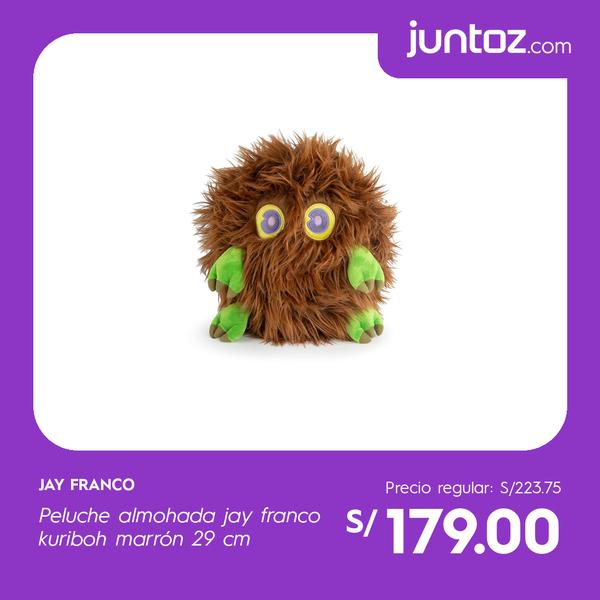 juntoz.com
JAY FRANCO
Peluche almohada jay franco
kuriboh marrón 29 cm
Precio regular: S/223.75
S/179.00